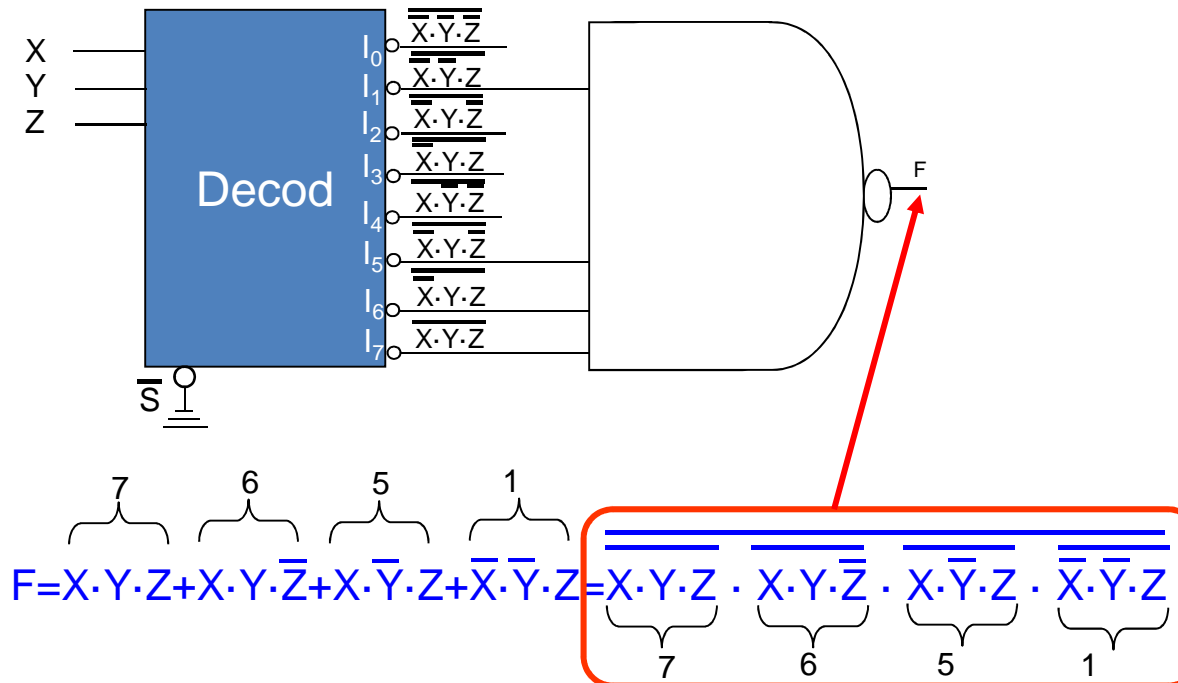 X
Y
Z
Decod
S̅
I₀ X̿·̅Y̿·̅Z̿
I₁ X̿·̅Y̿·̅Z̅
I₂ X̿·̅Y̅·̅Z̿
I₃ X̿·̅Y̅·̅Z̅
I₄ X̅·̅Y̿·̅Z̿
I₅ X̿·̅Y̅·̅Z̿
I₆ X̿·̅Y̅·̅Z̅
I₇ X̅·̅Y̅·̅Z̅
F
7 6 5 1
F=X·Y·Z+X·Y·Z̅+X·Y̅·Z+X̅·Y̅·Z=X·Y·Z · X·Y·Z̅ · X·Y̅·Z · X̅·Y̅·Z
7 6 5 1